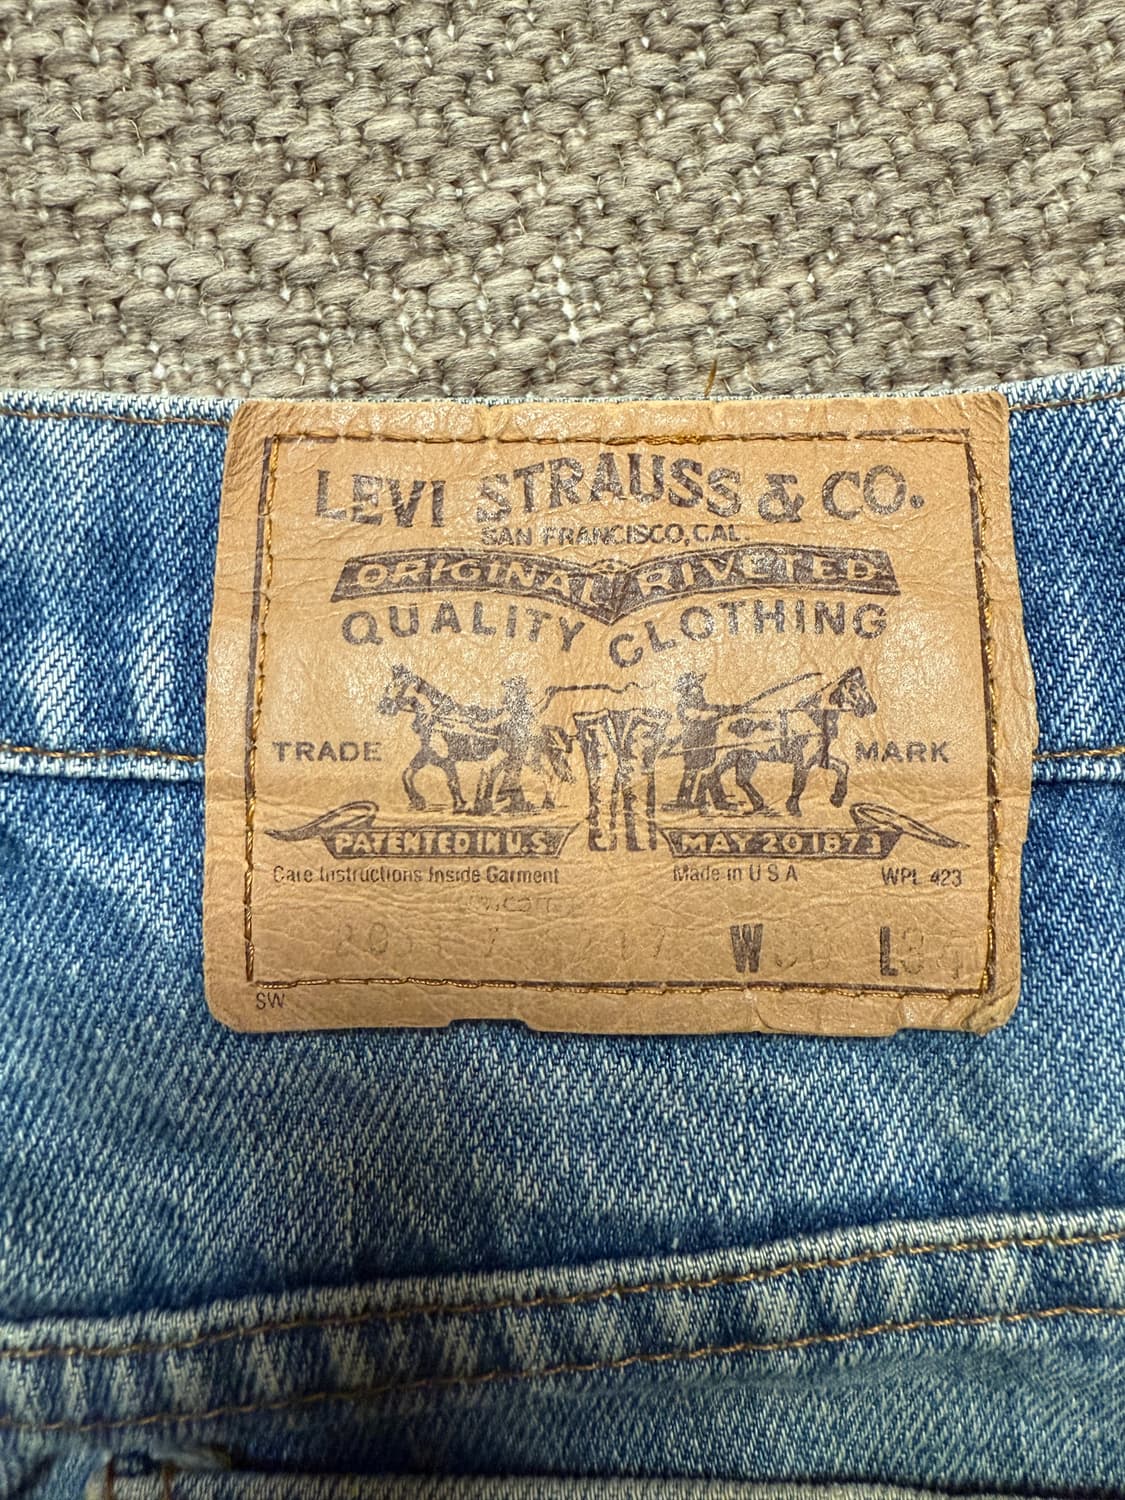 LEVI STRAUSS & CO.
SAN FRANCISCO, CAL.
ORIGINAL RIVETED
QUALITY CLOTHING
TRADE MARK
PATENTED IN U.S. MAY 20 1873
Care Instructions Inside Garment Made in U S A WPL 423
W L
SW